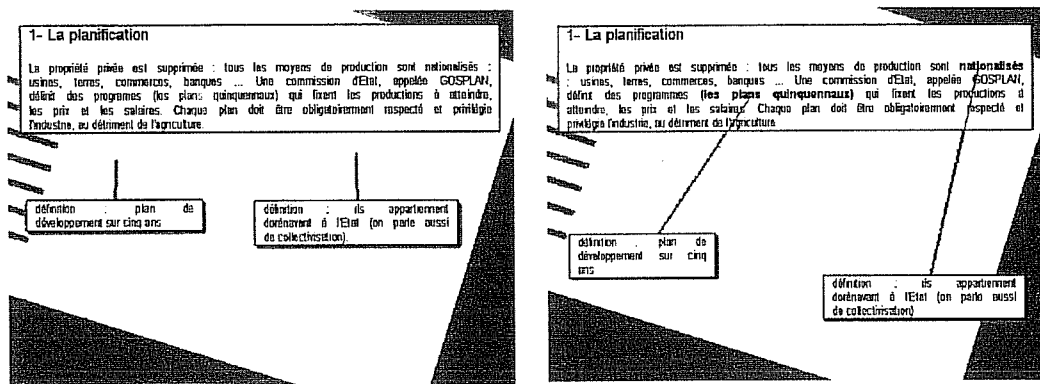 1- La planification
La propriété privée est supprimée : tous les moyens de production sont nationalisés :
usines, terres, commerces, banques ... Une commission d'Etat, appelée GOSPLAN,
définit des programmes (les plans quinquennaux) qui fixent les productions à atteindre,
les prix et les salaires. Chaque plan doit être obligatoirement respecté et privilégie
l'industrie, au détriment de l'agriculture.
définition : plan de
développement sur cinq ans
définition : ils appartiennent
dorénavant à l'Etat (on parle aussi
de collectivisation).
1- La planification
La propriété privée est supprimée : tous les moyens de production sont nationalisés
: usines, terres, commerces, banques ... Une commission d'Etat, appelée GOSPLAN,
définit des programmes (les plans quinquennaux) qui fixent les productions à
atteindre, les prix et les salaires. Chaque plan doit être obligatoirement respecté et
privilégie l'industrie, au détriment de l'agriculture.
définition : plan de
développement sur cinq
ans
définition : ils appartiennent
dorénavant à l'Etat (on parle aussi
de collectivisation)